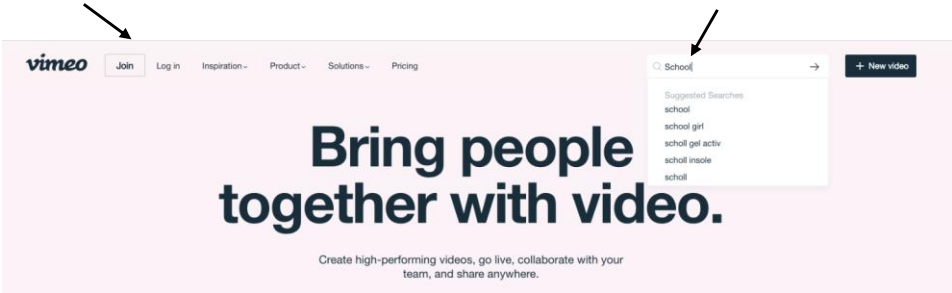 vimeo Join Log in Inspiration Product Solutions Pricing School + New video
Suggested Searches
school
school girl
scholl gel activ
scholl insole
scholl
Bring people
together with video.
Create high-performing videos, go live, collaborate with your
team, and share anywhere.